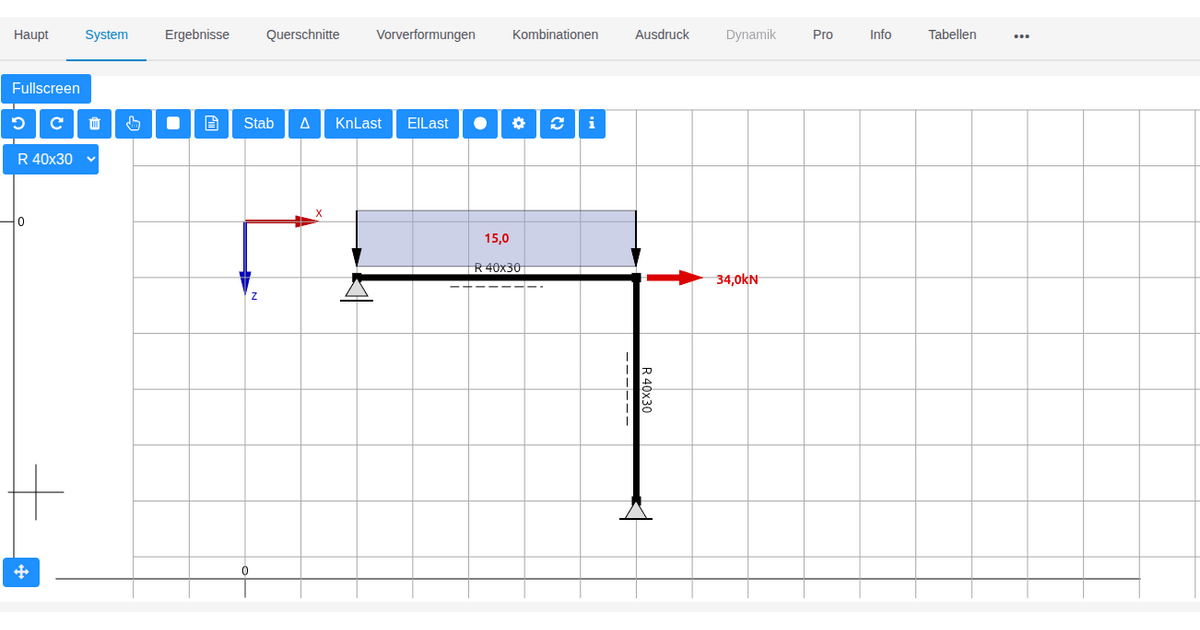 Haupt System Ergebnisse Querschnitte Vorverformungen Kombinationen Ausdruck Dynamik Pro Info Tabellen •••
Fullscreen
Stab Δ KnLast ElLast i
R 40x30
0
x
15,0
R 40x30
34,0kN
z
R 40x30
0